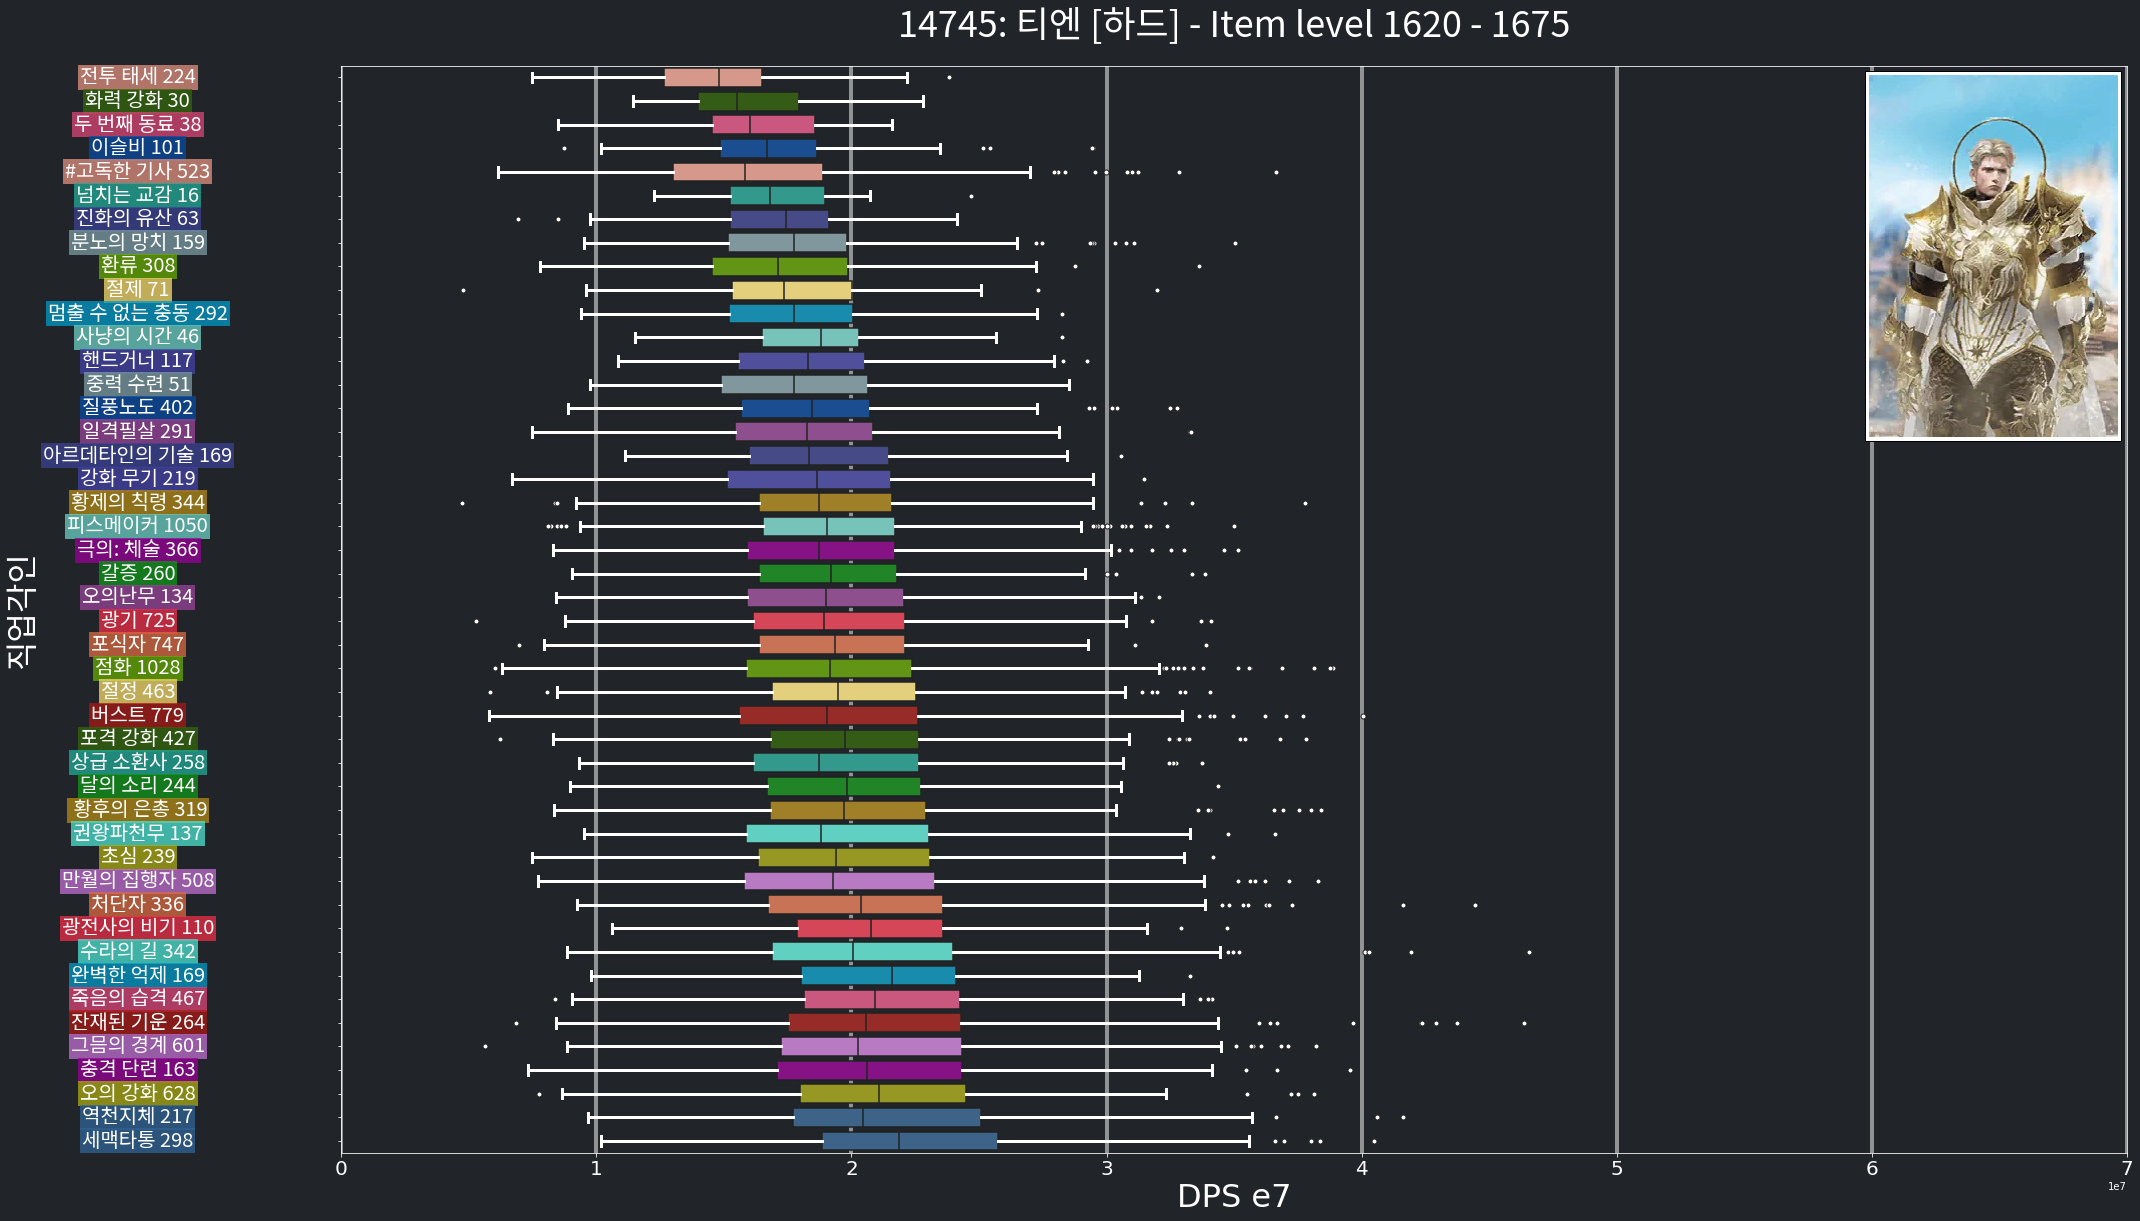 14745: 티엔 [하드] - Item level 1620 - 1675
전투 태세 224
화력 강화 30
두 번째 동료 38
이슬비 101
#고독한 기사 523
넘치는 교감 16
진화의 유산 63
분노의 망치 159
환류 308
절제 71
멈출 수 없는 충동 292
사냥의 시간 46
핸드거너 117
중력 수련 51
질풍노도 402
일격필살 291
아르데타인의 기술 169
강화 무기 219
황제의 칙령 344
피스메이커 1050
극의: 체술 366
갈증 260
오의난무 134
광기 725
포식자 747
점화 1028
절정 463
버스트 779
포격 강화 427
상급 소환사 258
달의 소리 244
황후의 은총 319
권왕파천무 137
초심 239
만월의 집행자 508
처단자 336
광전사의 비기 110
수라의 길 342
완벽한 억제 169
죽음의 습격 467
잔재된 기운 264
그믐의 경계 601
충격 단련 163
오의 강화 628
역천지체 217
세맥타통 298
직업각인
0 1 2 3 4 5 6 7
DPS e7
1e7